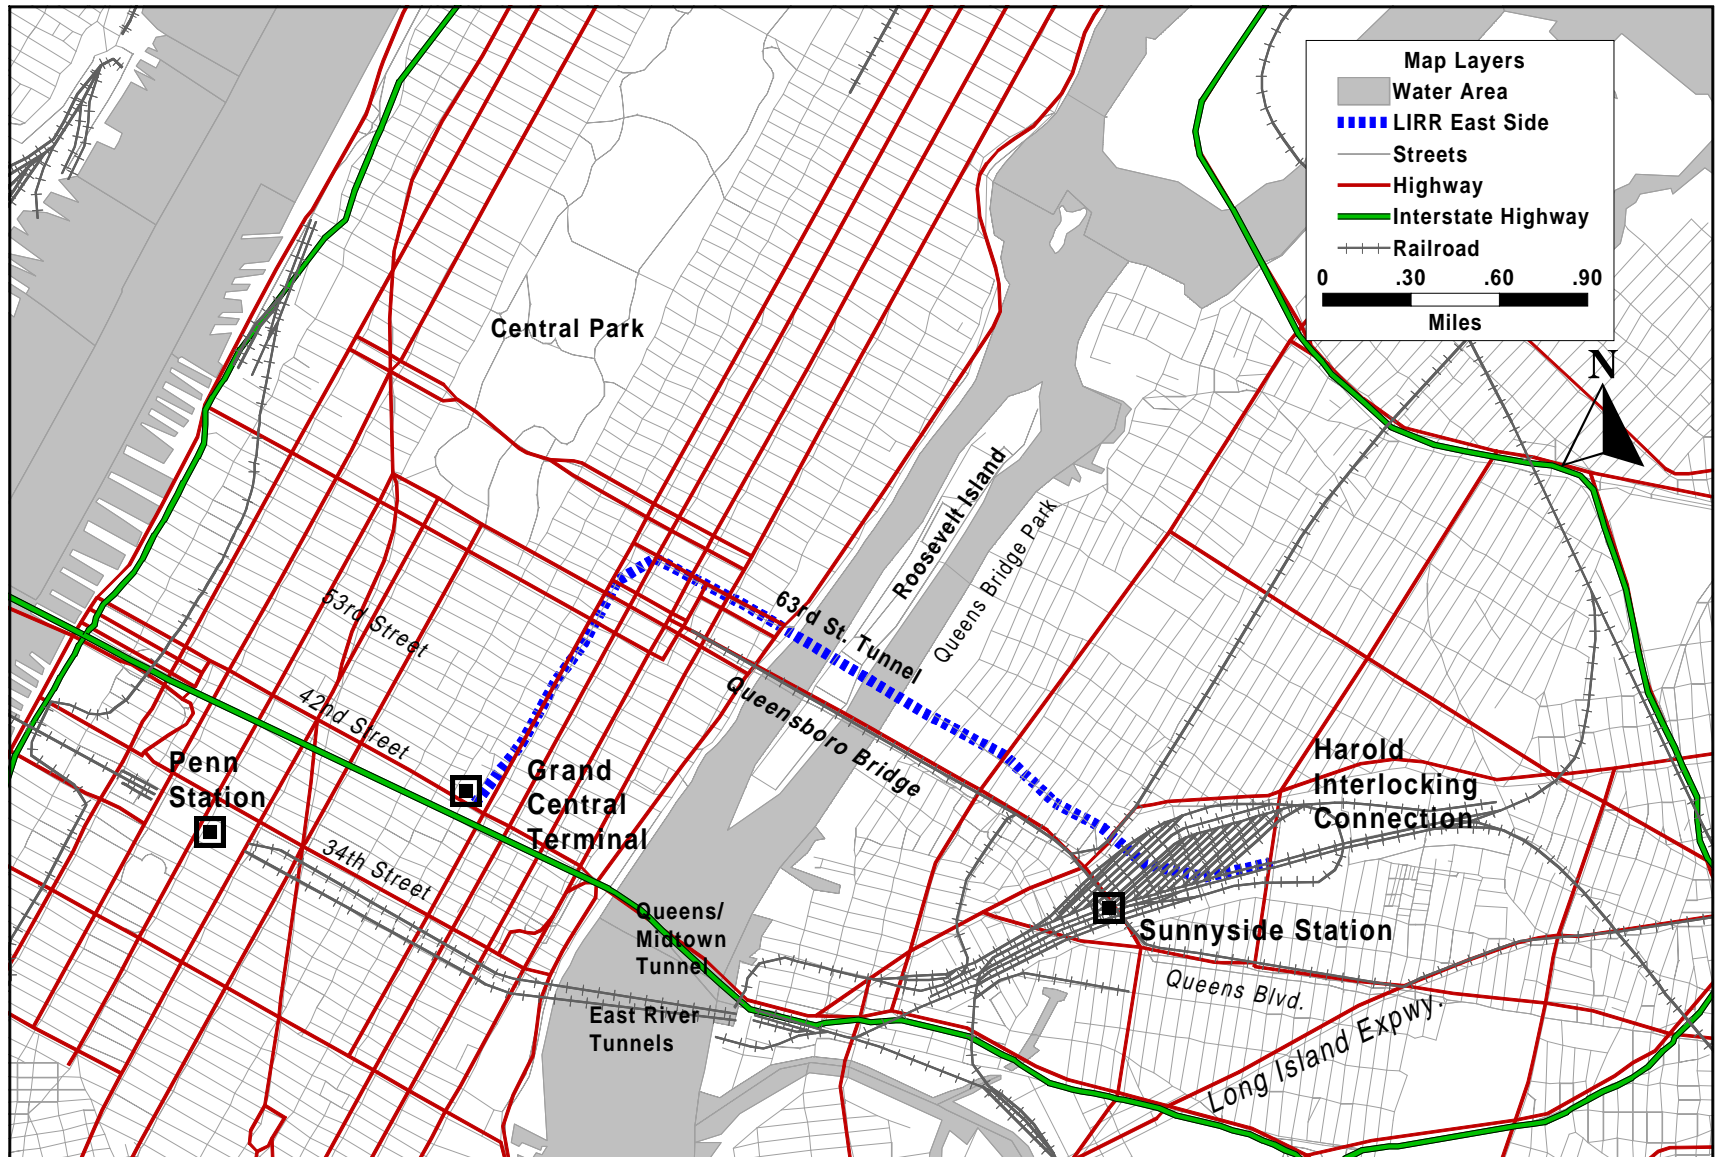 Map Layers
Water Area
LIRR East Side
Streets
Highway
Interstate Highway
Railroad
0 .30 .60 .90
Miles
N
Central Park
Roosevelt Island
Queens Bridge Park
53rd Street
63rd St. Tunnel
42nd Street
Queensboro Bridge
Penn
Station
Grand
Central
Terminal
Harold
Interlocking
Connection
34th Street
Queens/
Midtown
Tunnel
Sunnyside Station
Queens Blvd.
East River
Tunnels
Long Island Expwy.